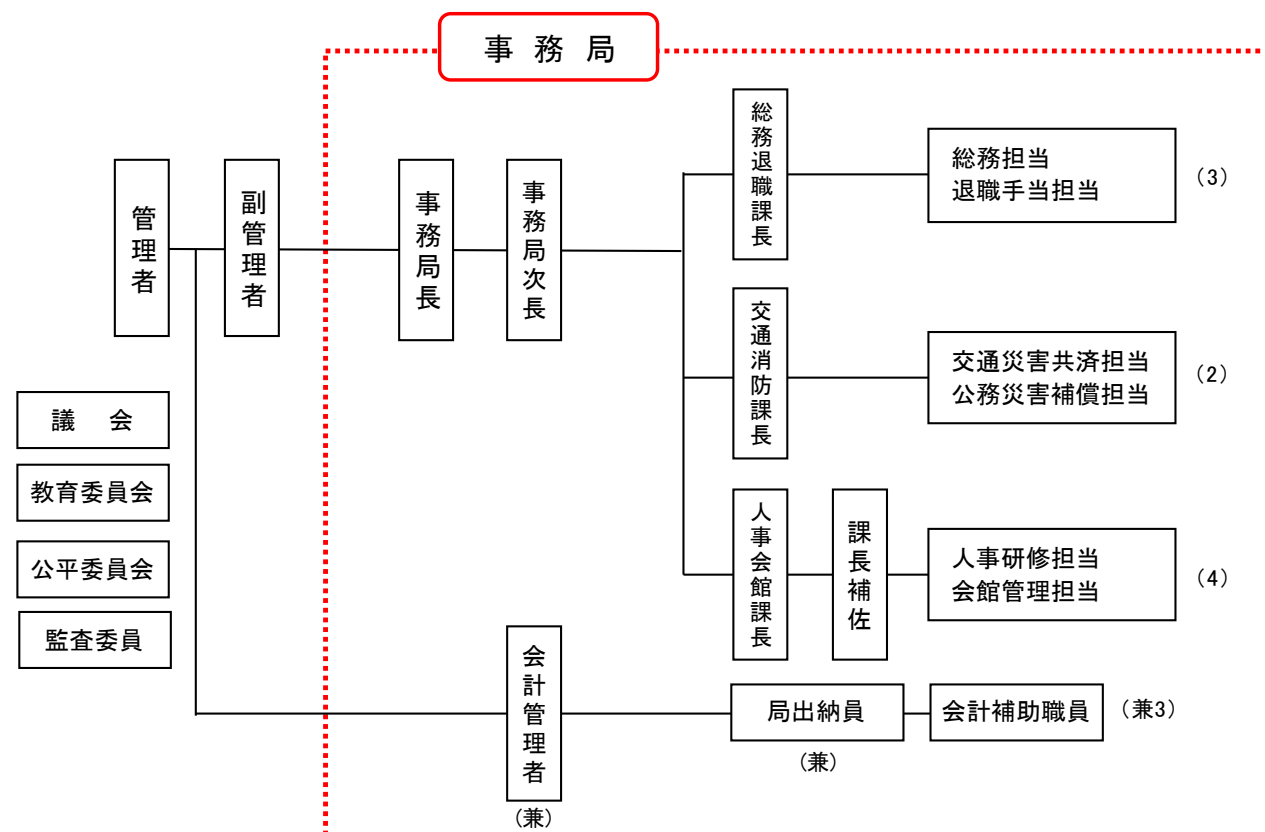 事務局
管理者
副管理者
事務局長
事務局次長
総務退職課長
総務担当
退職手当担当
（3）
交通消防課長
交通災害共済担当
公務災害補償担当
（2）
人事会館課長
課長補佐
人事研修担当
会館管理担当
（4）
議　会
教育委員会
公平委員会
監査委員
会計管理者
（兼）
局出納員
（兼）
会計補助職員
（兼3）